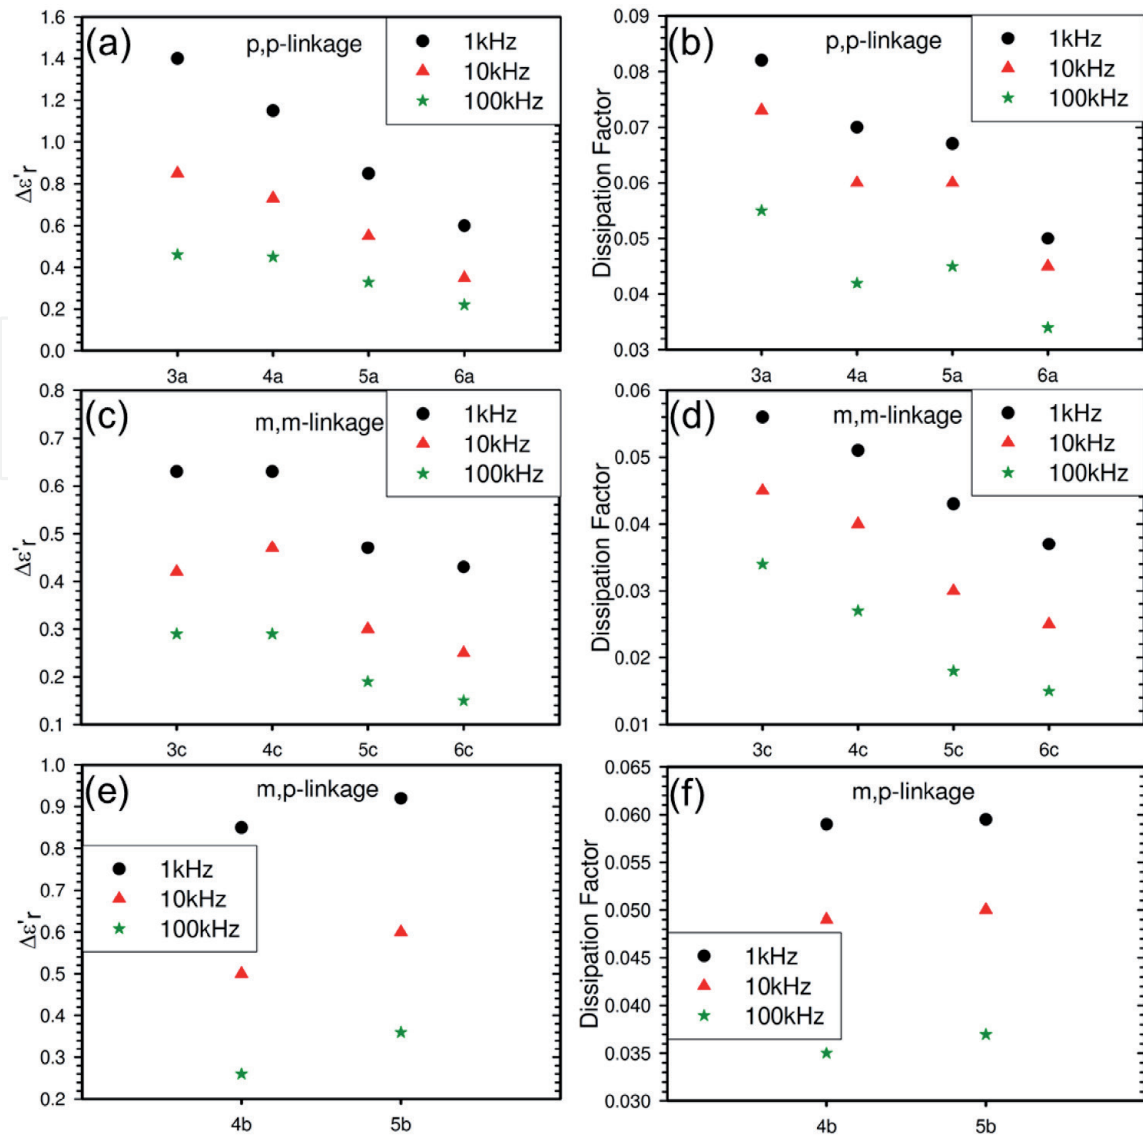 (a)
p,p-linkage
1kHz
10kHz
100kHz
Δε'r
1.6
1.4
1.2
1.0
0.8
0.6
0.4
0.2
0.0
3a 4a 5a 6a
(b)
p,p-linkage
1kHz
10kHz
100kHz
Dissipation Factor
0.09
0.08
0.07
0.06
0.05
0.04
0.03
3a 4a 5a 6a
(c)
m,m-linkage
1kHz
10kHz
100kHz
Δε'r
0.8
0.7
0.6
0.5
0.4
0.3
0.2
0.1
3c 4c 5c 6c
(d)
m,m-linkage
1kHz
10kHz
100kHz
Dissipation Factor
0.06
0.05
0.04
0.03
0.02
0.01
3c 4c 5c 6c
(e)
m,p-linkage
1kHz
10kHz
100kHz
Δε'r
1.0
0.9
0.8
0.7
0.6
0.5
0.4
0.3
0.2
4b 5b
(f)
m,p-linkage
1kHz
10kHz
100kHz
Dissipation Factor
0.065
0.060
0.055
0.050
0.045
0.040
0.035
0.030
4b 5b